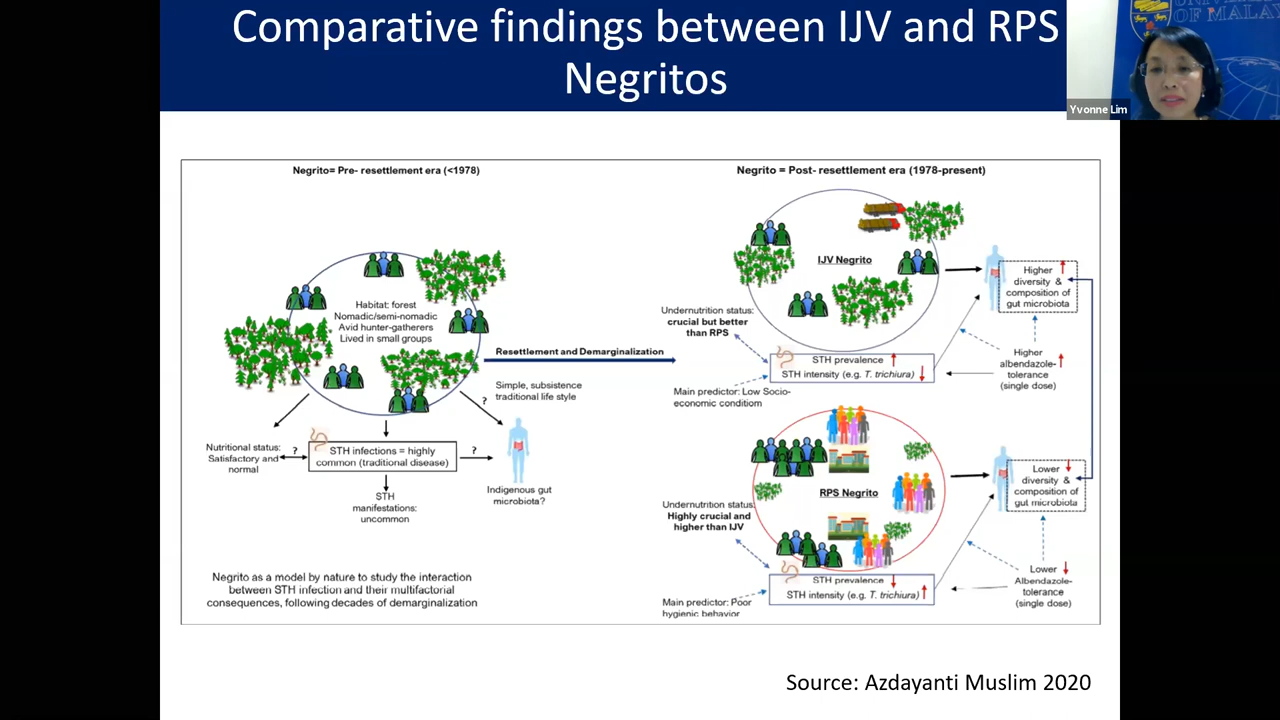 Comparative findings between IJV and RPS
Negritos
UNIVERSITY
OF MALAY
Yvonne Lim
Negrito= Pre- resettlement era (<1978)
Habitat: forest
Nomadic/semi-nomadic
Avid hunter-gatherers
Lived in small groups
Resettlement and Demarginalization
Simple, subsistence
traditional life style
?
Nutritional status:
Satisfactory and
normal
?
STH infections = highly
common (traditional disease)
?
STH
manifestations:
uncommon
Indigenous gut
microbiota?
Negrito as a model by nature to study the interaction
between STH infection and their multifactorial
consequences, following decades of demarginalization
Negrito = Post- resettlement era (1978-present)
IJV Negrito
Higher
diversity &
composition of
gut microbiota
Undernutrition status:
crucial but better
than RPS
STH prevalence
STH intensity (e.g. T. trichiura)
Higher
albendazole-
tolerance
(single dose)
Main predictor: Low Socio-
economic conditiom
RPS Negrito
Lower
diversity &
composition of
gut microbiota
Undernutrition status:
Highly crucial and
higher than IJV
STH prevalence
STH intensity (e.g. T. trichiura)
Lower
Albendazole-
tolerance
(single dose)
Main predictor: Poor
hygienic behavior
Source: Azdayanti Muslim 2020